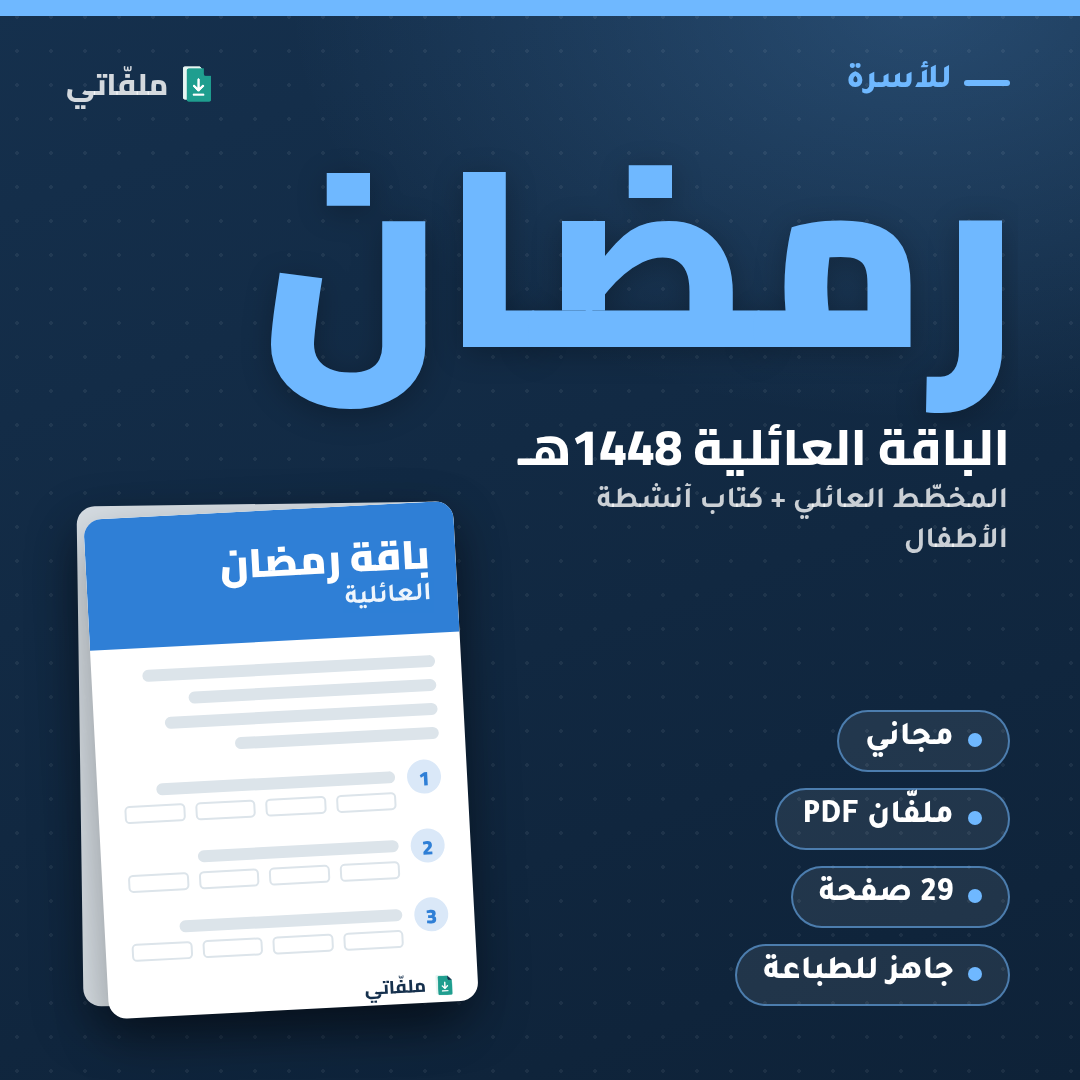 للأسرة
ملفّاتي
رمضان
الباقة العائلية 1448هـ
المخطّط العائلي + كتاب أنشطة
الأطفال
باقة رمضان
العائلية
1
2
3
ملفّاتي
مجاني
ملفّان PDF
29 صفحة
جاهز للطباعة